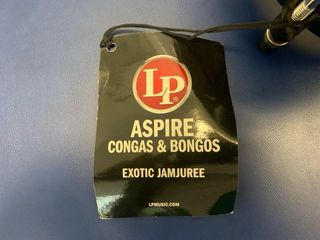 LP®
ASPIRE
CONGAS & BONGOS
EXOTIC JAMJUREE
LPMUSIC.COM